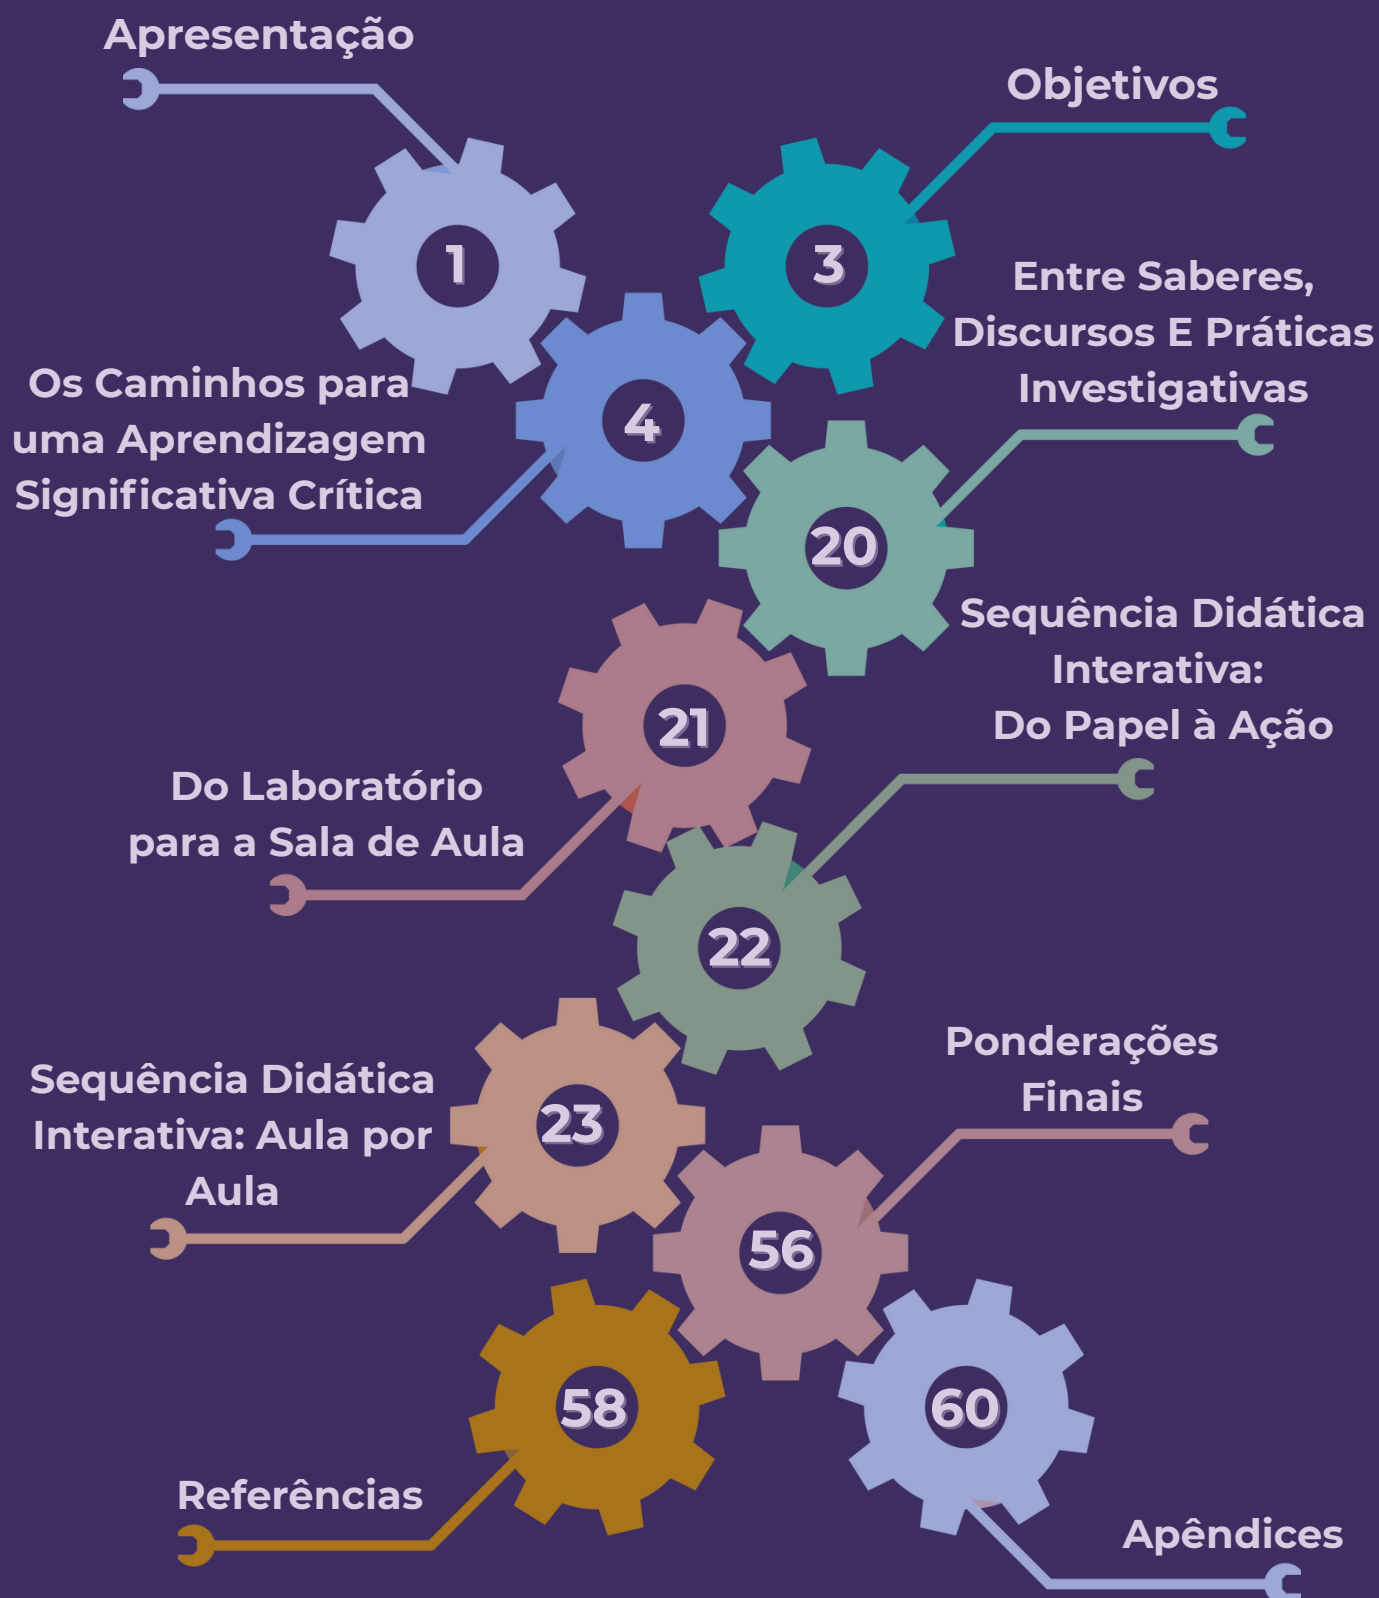 Apresentação
1
Objetivos
3
Os Caminhos para
uma Aprendizagem
Significativa Crítica
4
Entre Saberes,
Discursos E Práticas
Investigativas
20
Do Laboratório
para a Sala de Aula
21
Sequência Didática
Interativa:
Do Papel à Ação
22
Sequência Didática
Interativa: Aula por
Aula
23
Ponderações
Finais
56
Referências
58
Apêndices
60